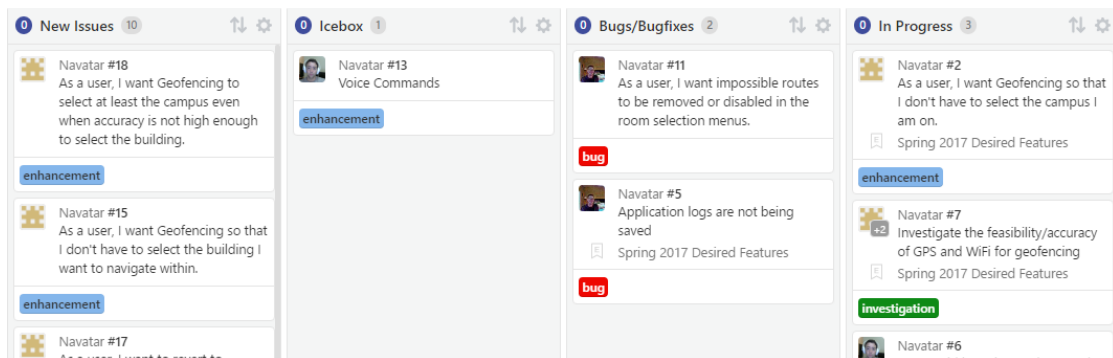 0 New Issues 10
Navatar #18
As a user, I want Geofencing to
select at least the campus even
when accuracy is not high enough
to select the building.
enhancement
Navatar #15
As a user, I want Geofencing so that
I don't have to select the building I
want to navigate within.
enhancement
Navatar #17
As a user, I want to revert to
0 Icebox 1
Navatar #13
Voice Commands
enhancement
0 Bugs/Bugfixes 2
Navatar #11
As a user, I want impossible routes
to be removed or disabled in the
room selection menus.
bug
Navatar #5
Application logs are not being
saved
E Spring 2017 Desired Features
bug
0 In Progress 3
Navatar #2
As a user, I want Geofencing so that
I don't have to select the campus I
am on.
E Spring 2017 Desired Features
enhancement
+2
Navatar #7
Investigate the feasibility/accuracy
of GPS and WiFi for geofencing
E Spring 2017 Desired Features
investigation
Navatar #6